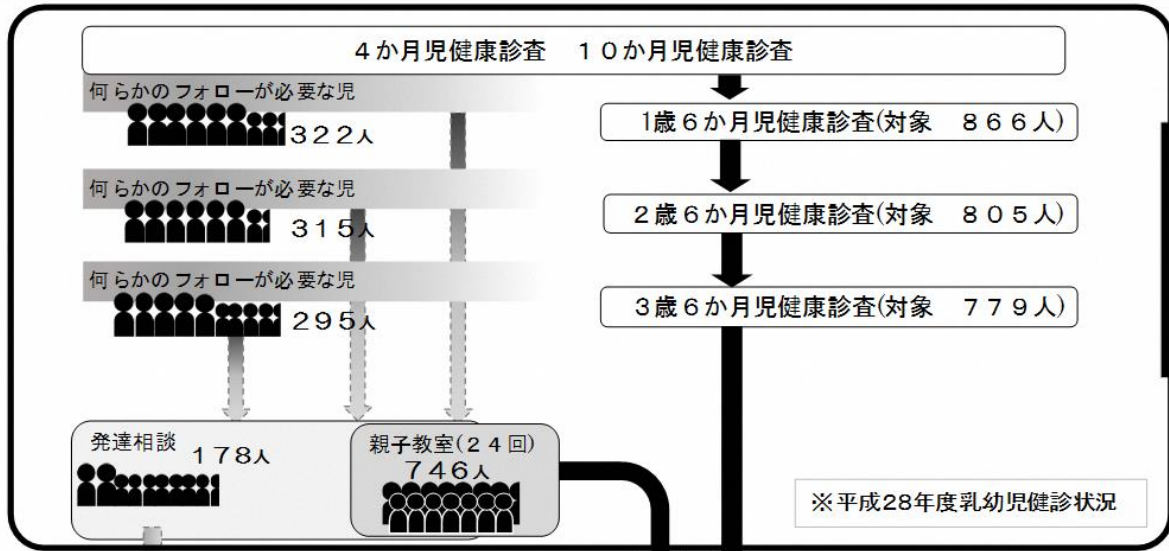 ４か月児健康診査　１０か月児健康診査
何らかのフォローが必要な児
３２２人
1歳６か月児健康診査(対象　８６６人)
何らかのフォローが必要な児
３１５人
２歳６か月児健康診査(対象　８０５人)
何らかのフォローが必要な児
２９５人
３歳６か月児健康診査(対象　７７９人)
発達相談
１７８人
親子教室(２４回)
７４６人
※平成28年度乳幼児健診状況